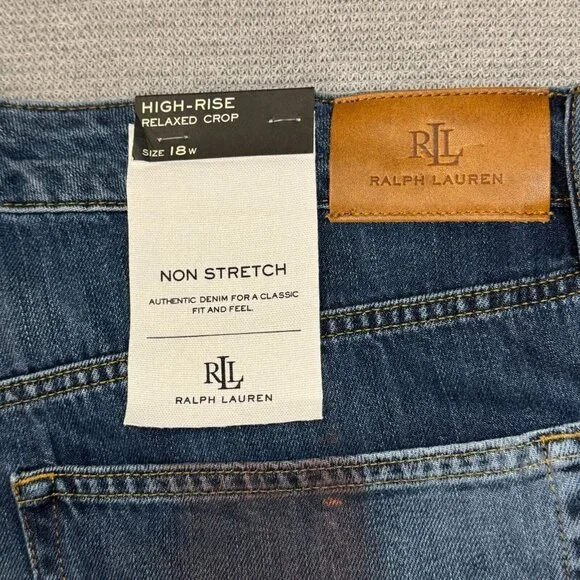 HIGH-RISE
RELAXED CROP
SIZE 18W
RLL
RALPH LAUREN
NON STRETCH
AUTHENTIC DENIM FOR A CLASSIC
FIT AND FEEL.
RLL
RALPH LAUREN